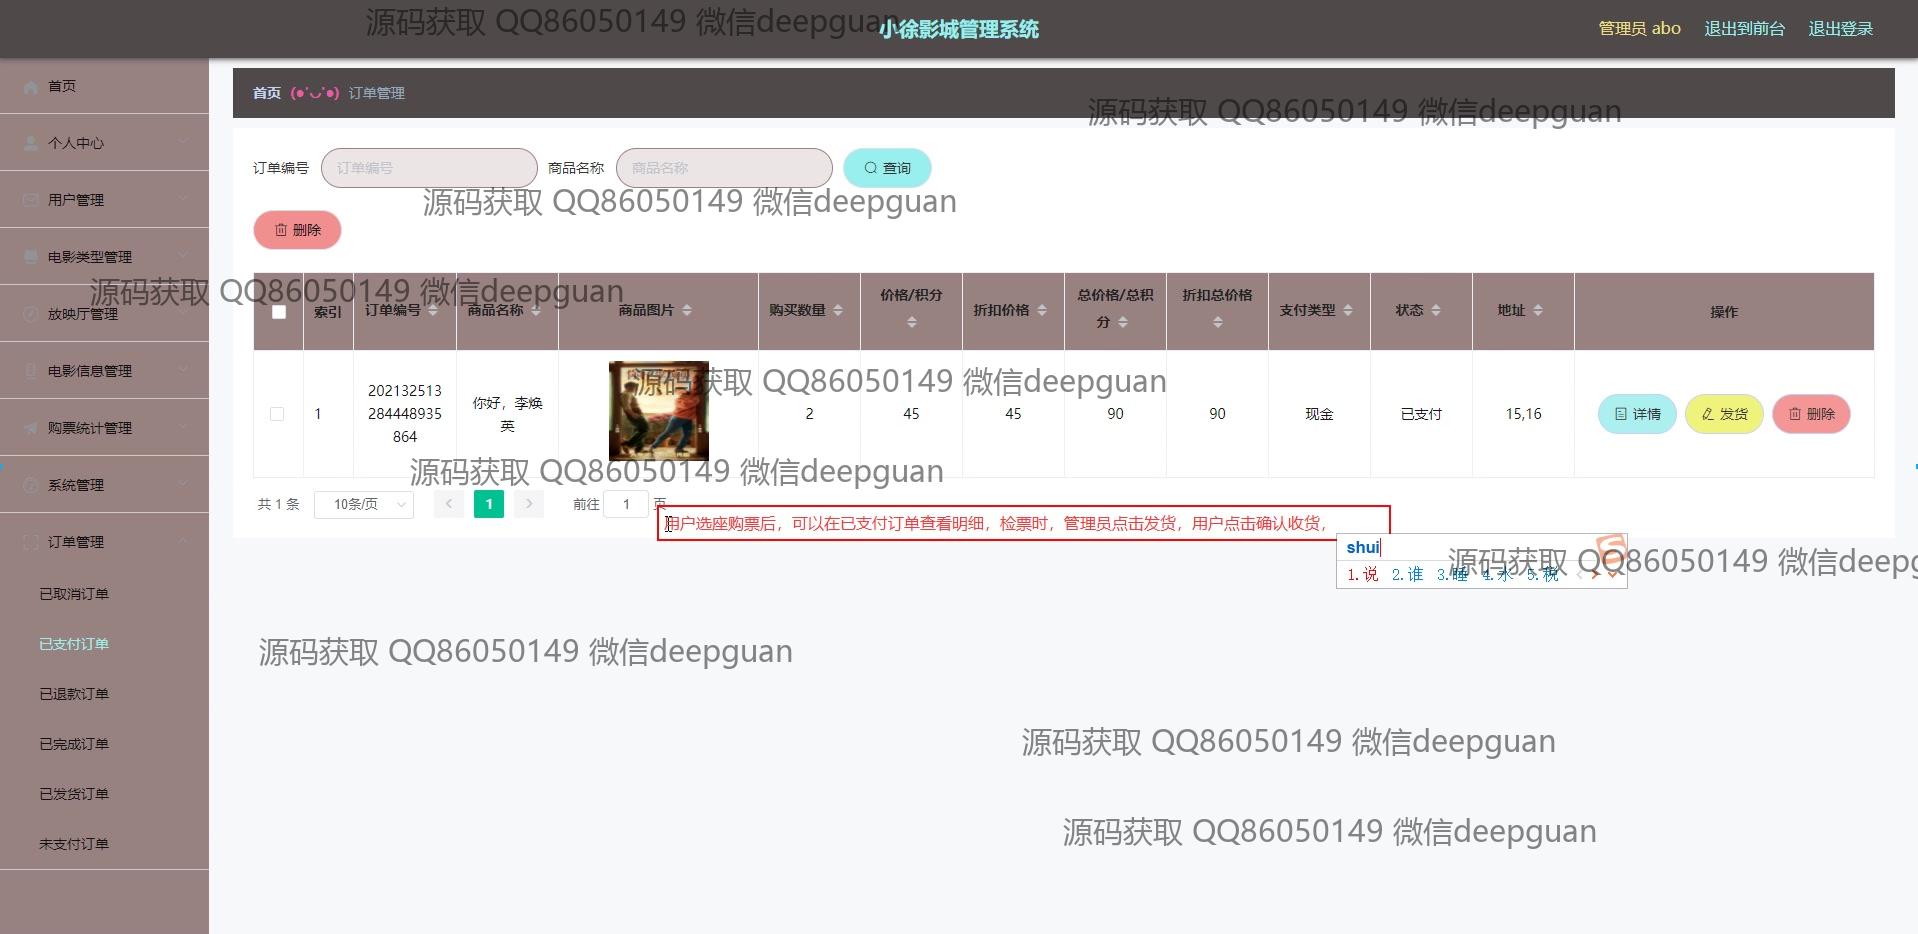 源码获取 QQ86050149 微信deepguan
小徐影城管理系统
管理员 abo 退出到前台 退出登录
首页
个人中心
用户管理
电影类型管理
放映厅管理
电影信息管理
购票统计管理
系统管理
订单管理
已取消订单
已支付订单
已退款订单
已完成订单
已发货订单
未支付订单
首页 (●'◡'●) 订单管理
源码获取 QQ86050149 微信deepguan
订单编号 订单编号 商品名称 商品名称 查询
源码获取 QQ86050149 微信deepguan
删除
源码获取 QQ86050149 微信deepguan
索引 订单编号 商品名称 商品图片 购买数量 价格/积分 折扣价格 总价格/总积分 折扣总价格 支付类型 状态 地址 操作
源码获取 QQ86050149 微信deepguan
1 202132513284448935864 你好，李焕英 2 45 45 90 90 现金 已支付 15,16 详情 发货 删除
源码获取 QQ86050149 微信deepguan
共 1 条 10条/页 1 前往 1 页
用户选座购票后，可以在已支付订单查看明细，检票时，管理员点击发货，用户点击确认收货，
shui
1.说 2.谁 3.睡 4.水 5.税
源码获取 QQ86050149 微信deepg
源码获取 QQ86050149 微信deepguan
源码获取 QQ86050149 微信deepguan
源码获取 QQ86050149 微信deepguan